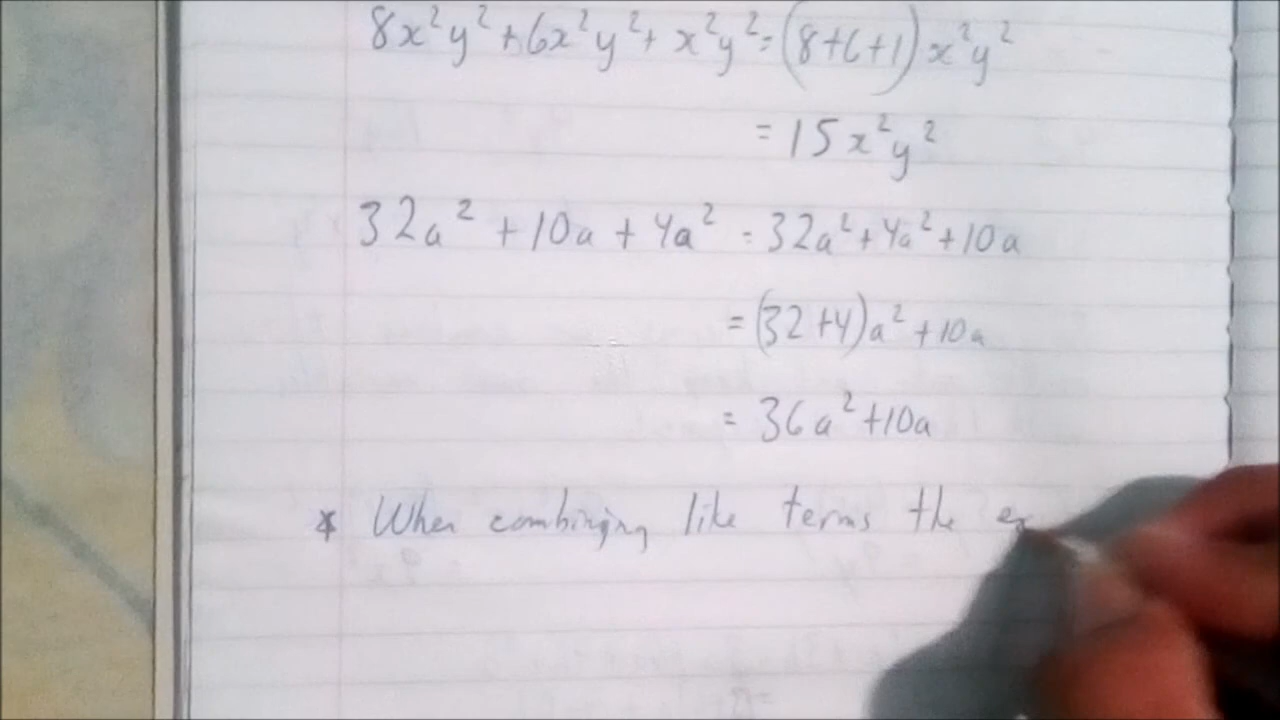 8x²y² + 6x²y² + x²y² = (8+6+1)x²y²
= 15x²y²
32a² + 10a + 4a² = 32a² + 4a² + 10a
= (32+4)a² + 10a
= 36a² + 10a
* When combining like terms the ex